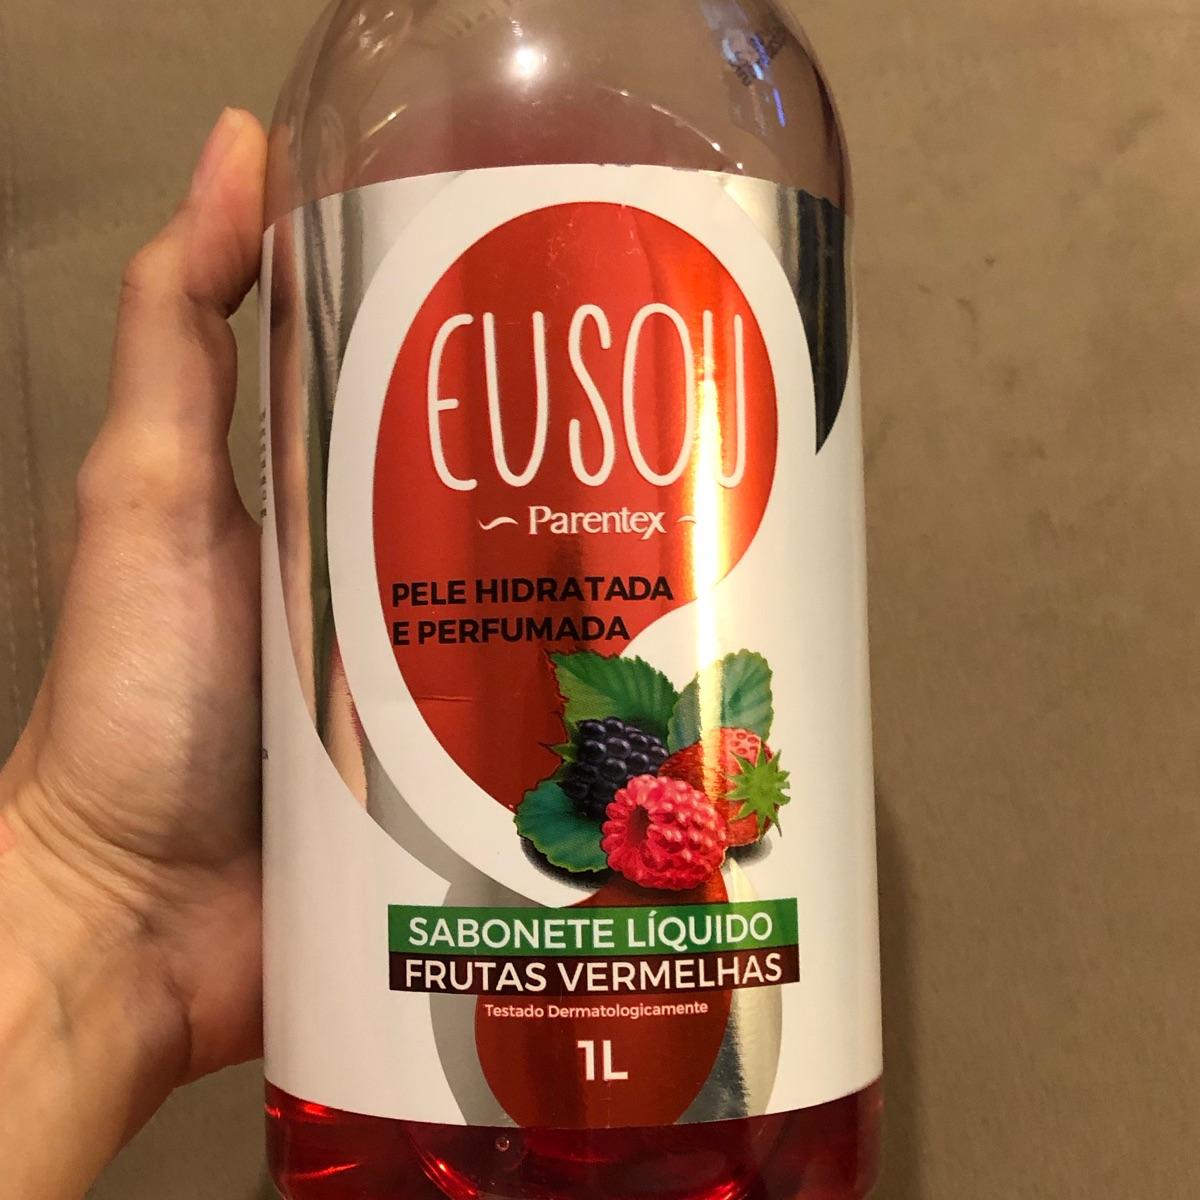 EUSOU
Parentex
PELE HIDRATADA
E PERFUMADA
SABONETE LÍQUIDO
FRUTAS VERMELHAS
Testado Dermatologicamente
1L